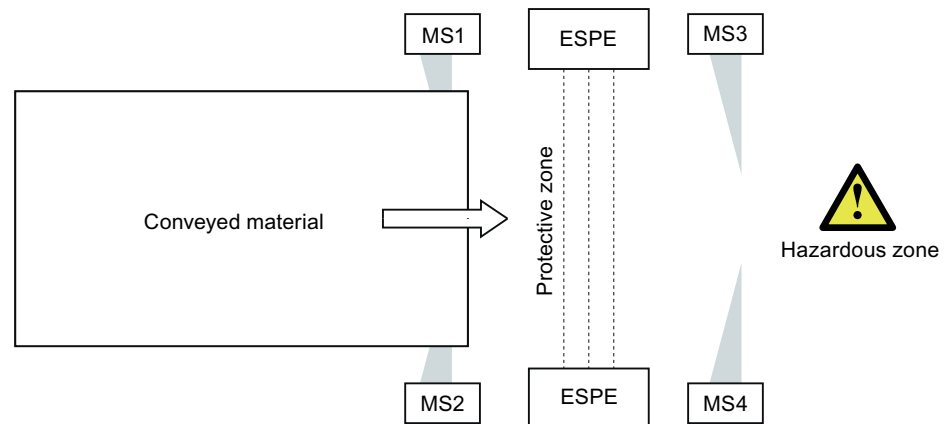 MS1
ESPE
MS3
Conveyed material
Protective zone
!
Hazardous zone
MS2
ESPE
MS4